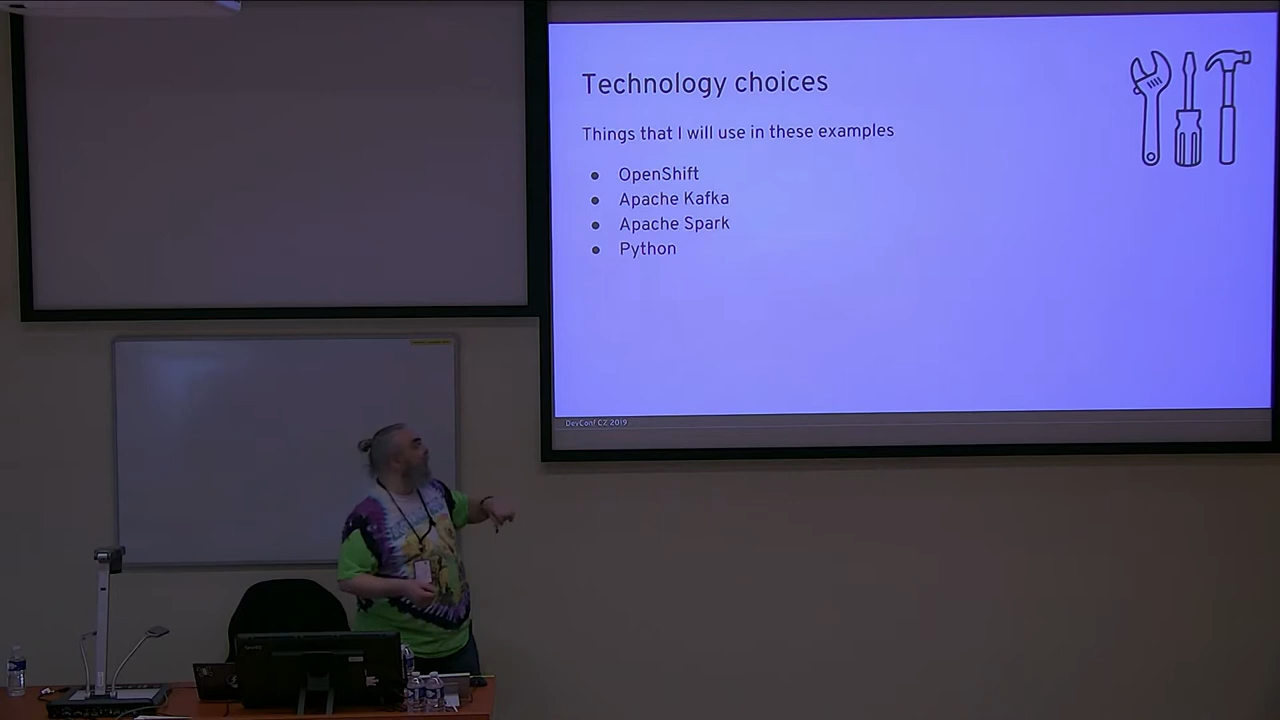 Technology choices
Things that I will use in these examples
● OpenShift
● Apache Kafka
● Apache Spark
● Python
DevConf CZ 2019